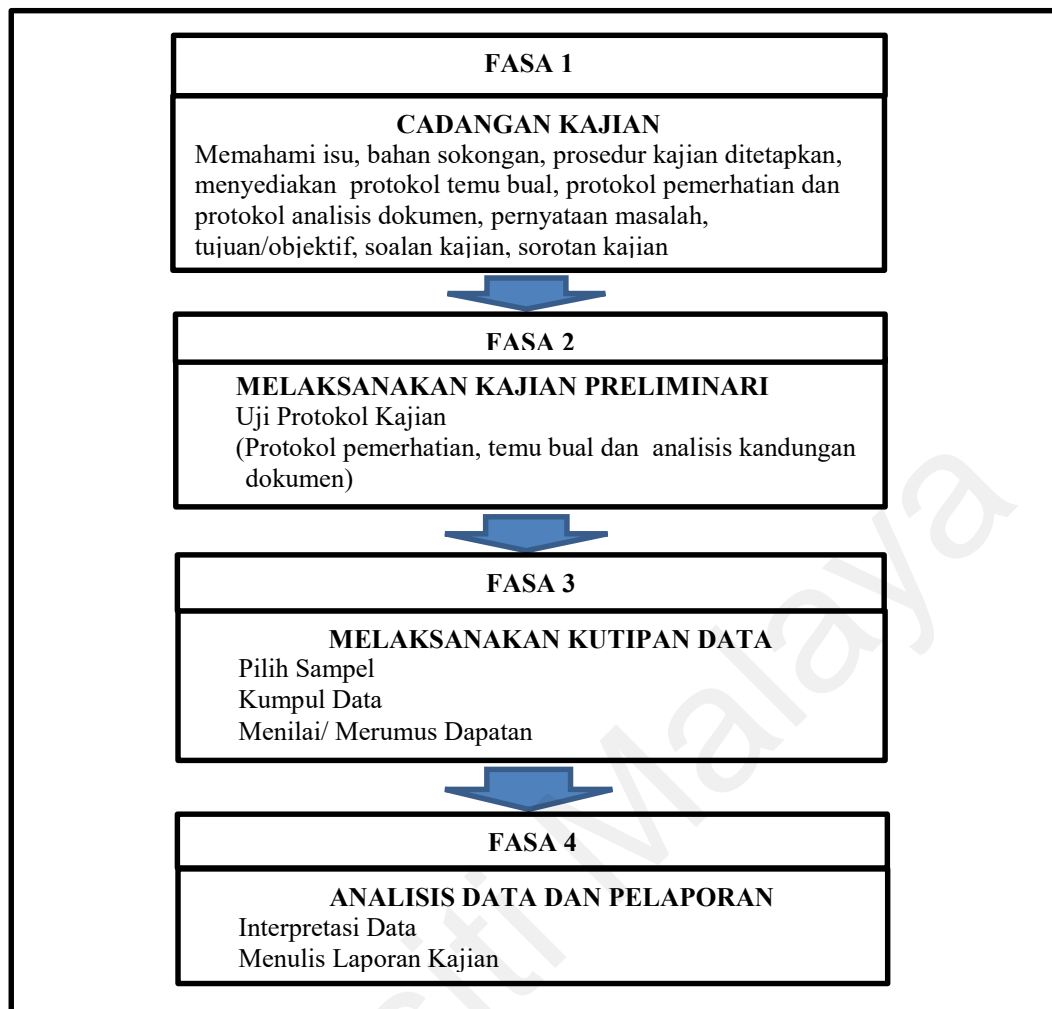 FASA 1
CADANGAN KAJIAN
Memahami isu, bahan sokongan, prosedur kajian ditetapkan,
menyediakan protokol temu bual, protokol pemerhatian dan
protokol analisis dokumen, pernyataan masalah,
tujuan/objektif, soalan kajian, sorotan kajian
FASA 2
MELAKSANAKAN KAJIAN PRELIMINARI
Uji Protokol Kajian
(Protokol pemerhatian, temu bual dan analisis kandungan
dokumen)
FASA 3
MELAKSANAKAN KUTIPAN DATA
Pilih Sampel
Kumpul Data
Menilai/ Merumus Dapatan
FASA 4
ANALISIS DATA DAN PELAPORAN
Interpretasi Data
Menulis Laporan Kajian
siti Malaya